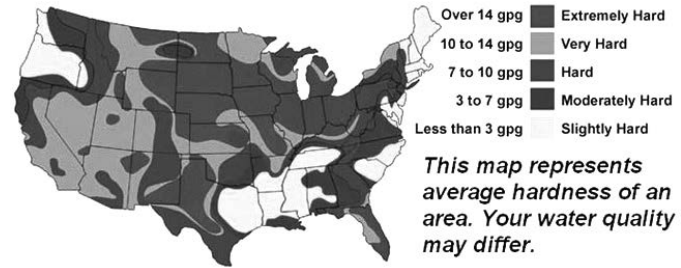 Over 14 gpg Extremely Hard
10 to 14 gpg Very Hard
7 to 10 gpg Hard
3 to 7 gpg Moderately Hard
Less than 3 gpg Slightly Hard
This map represents
average hardness of an
area. Your water quality
may differ.